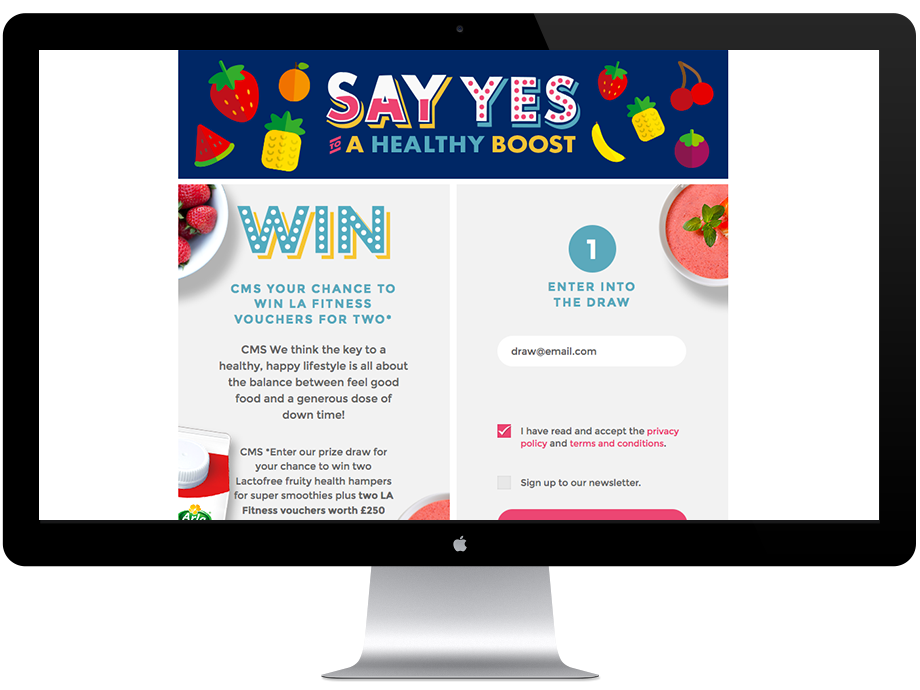 SAY YES
TO A HEALTHY BOOST
WIN
CMS YOUR CHANCE TO
WIN LA FITNESS
VOUCHERS FOR TWO*
CMS We think the key to a
healthy, happy lifestyle is all about
the balance between feel good
food and a generous dose of
down time!
CMS *Enter our prize draw for
your chance to win two
Lactofree fruity health hampers
for super smoothies plus two LA
Fitness vouchers worth £250
Arla
1
ENTER INTO
THE DRAW
draw@email.com
I have read and accept the privacy
policy and terms and conditions.
Sign up to our newsletter.